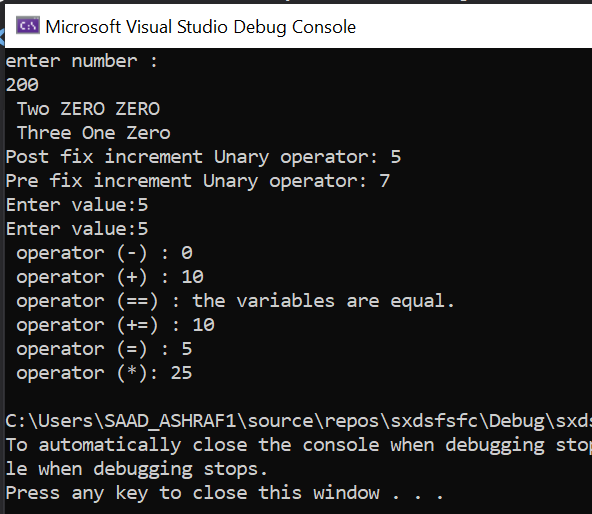 Microsoft Visual Studio Debug Console
enter number :
200
Two ZERO ZERO
Three One Zero
Post fix increment Unary operator: 5
Pre fix increment Unary operator: 7
Enter value:5
Enter value:5
operator (-) : 0
operator (+) : 10
operator (==) : the variables are equal.
operator (+=) : 10
operator (=) : 5
operator (*): 25
C:\Users\SAAD_ASHRAF1\source\repos\sxdsfsfc\Debug\sxds
To automatically close the console when debugging stop
le when debugging stops.
Press any key to close this window . . .